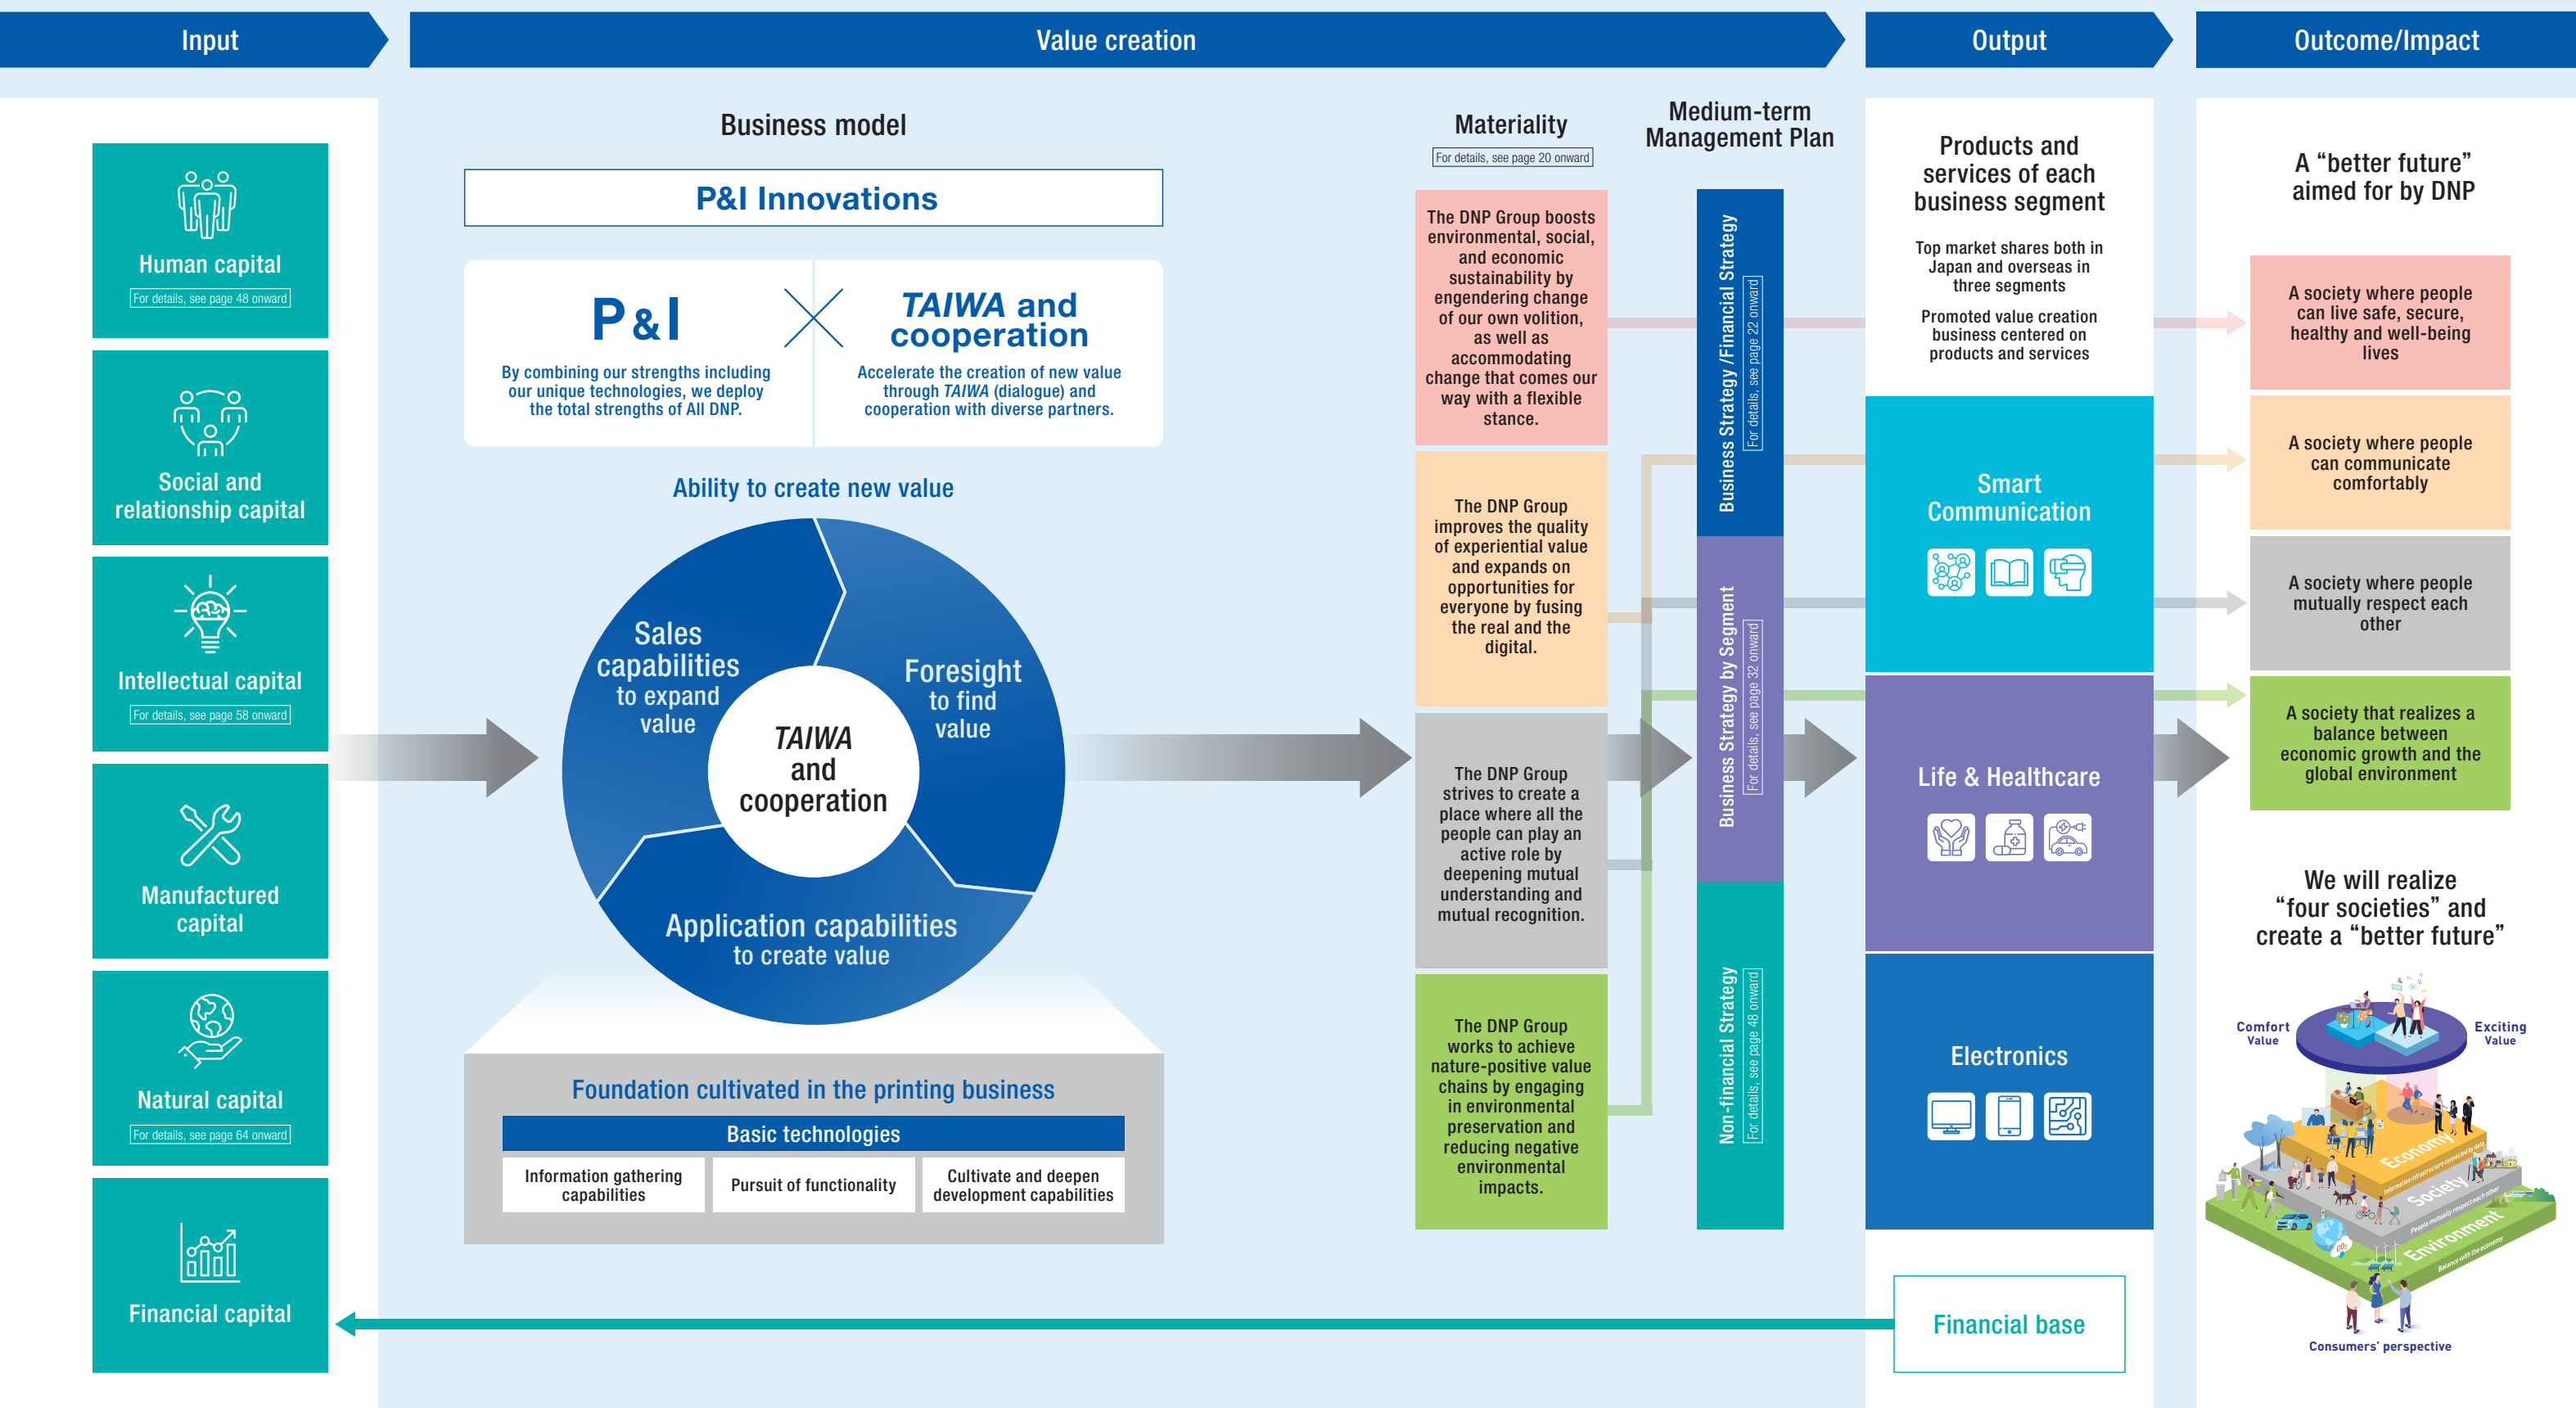 Input
Value creation
Output
Outcome/Impact
Human capital
For details, see page 48 onward
Social and
relationship capital
Intellectual capital
For details, see page 58 onward
Manufactured
capital
Natural capital
For details, see page 64 onward
Financial capital
Business model
P&I Innovations
P&I
By combining our strengths including
our unique technologies, we deploy
the total strengths of All DNP.
TAIWA and
cooperation
Accelerate the creation of new value
through TAIWA (dialogue) and
cooperation with diverse partners.
Ability to create new value
Sales
capabilities
to expand
value
Foresight
to find
value
TAIWA
and
cooperation
Application capabilities
to create value
Foundation cultivated in the printing business
Basic technologies
Information gathering
capabilities
Pursuit of functionality
Cultivate and deepen
development capabilities
Materiality
For details, see page 20 onward
The DNP Group boosts
environmental, social,
and economic
sustainability by
engendering change
of our own volition,
as well as
accommodating
change that comes our
way with a flexible
stance.
The DNP Group
improves the quality
of experiential value
and expands on
opportunities for
everyone by fusing
the real and the
digital.
The DNP Group
strives to create a
place where all the
people can play an
active role by
deepening mutual
understanding and
mutual recognition.
The DNP Group
works to achieve
nature-positive value
chains by engaging
in environmental
preservation and
reducing negative
environmental
impacts.
Medium-term
Management Plan
Business Strategy /Financial Strategy
For details, see page 22 onward
Business Strategy by Segment
For details, see page 32 onward
Non-financial Strategy
For details, see page 48 onward
Products and
services of each
business segment
Top market shares both in
Japan and overseas in
three segments
Promoted value creation
business centered on
products and services
Smart
Communication
Life & Healthcare
Electronics
Financial base
A “better future”
aimed for by DNP
A society where people
can live safe, secure,
healthy and well-being
lives
A society where people
can communicate
comfortably
A society where people
mutually respect each
other
A society that realizes a
balance between
economic growth and the
global environment
We will realize
“four societies” and
create a “better future”
Comfort
Value
Exciting
Value
Economy
Information infrastructure connected by data
Society
People mutually respect each other
Environment
Balance with the economy
CO2
Consumers’ perspective